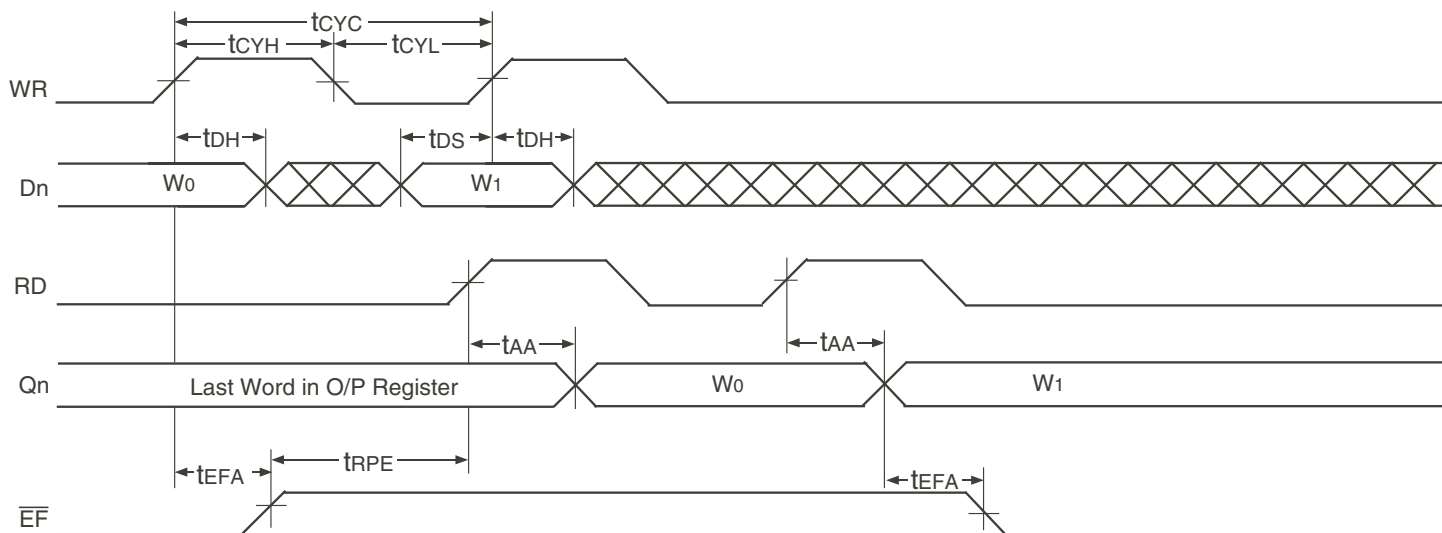 tCYC
tCYH tCYL
WR
tDH tDS tDH
Dn W0 W1
RD
tAA tAA
Qn Last Word in O/P Register W0 W1
tEFA tRPE tEFA
E̅F̅